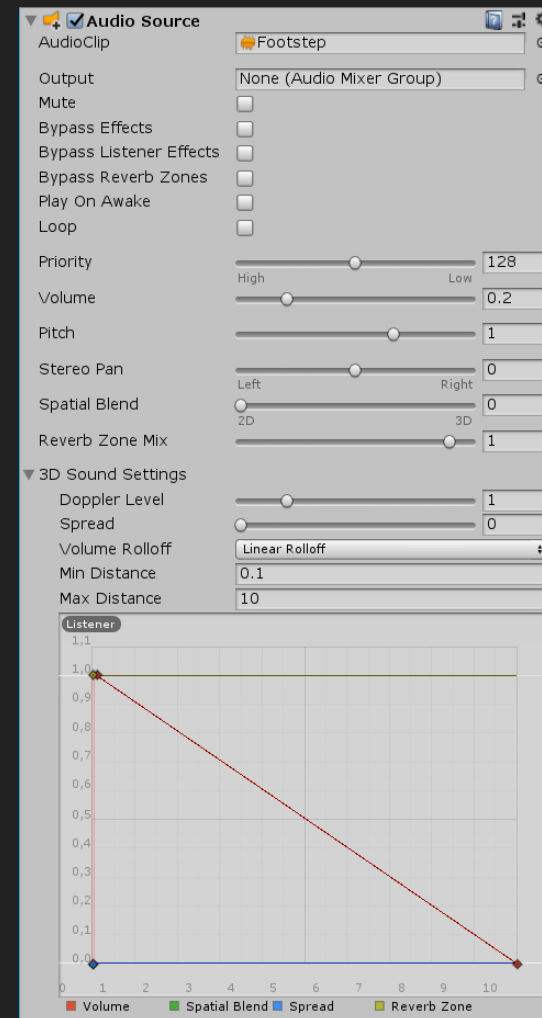 Audio Source
AudioClip Footstep
Output None (Audio Mixer Group)
Mute
Bypass Effects
Bypass Listener Effects
Bypass Reverb Zones
Play On Awake
Loop
Priority 128
High Low
Volume 0.2
Pitch 1
Stereo Pan 0
Left Right
Spatial Blend 0
2D 3D
Reverb Zone Mix 1
3D Sound Settings
Doppler Level 1
Spread 0
Volume Rolloff Linear Rolloff
Min Distance 0.1
Max Distance 10
Listener
1,1
1,0
0,9
0,8
0,7
0,6
0,5
0,4
0,3
0,2
0,1
0,0
0 1 2 3 4 5 6 7 8 9 10
Volume Spatial Blend Spread Reverb Zone